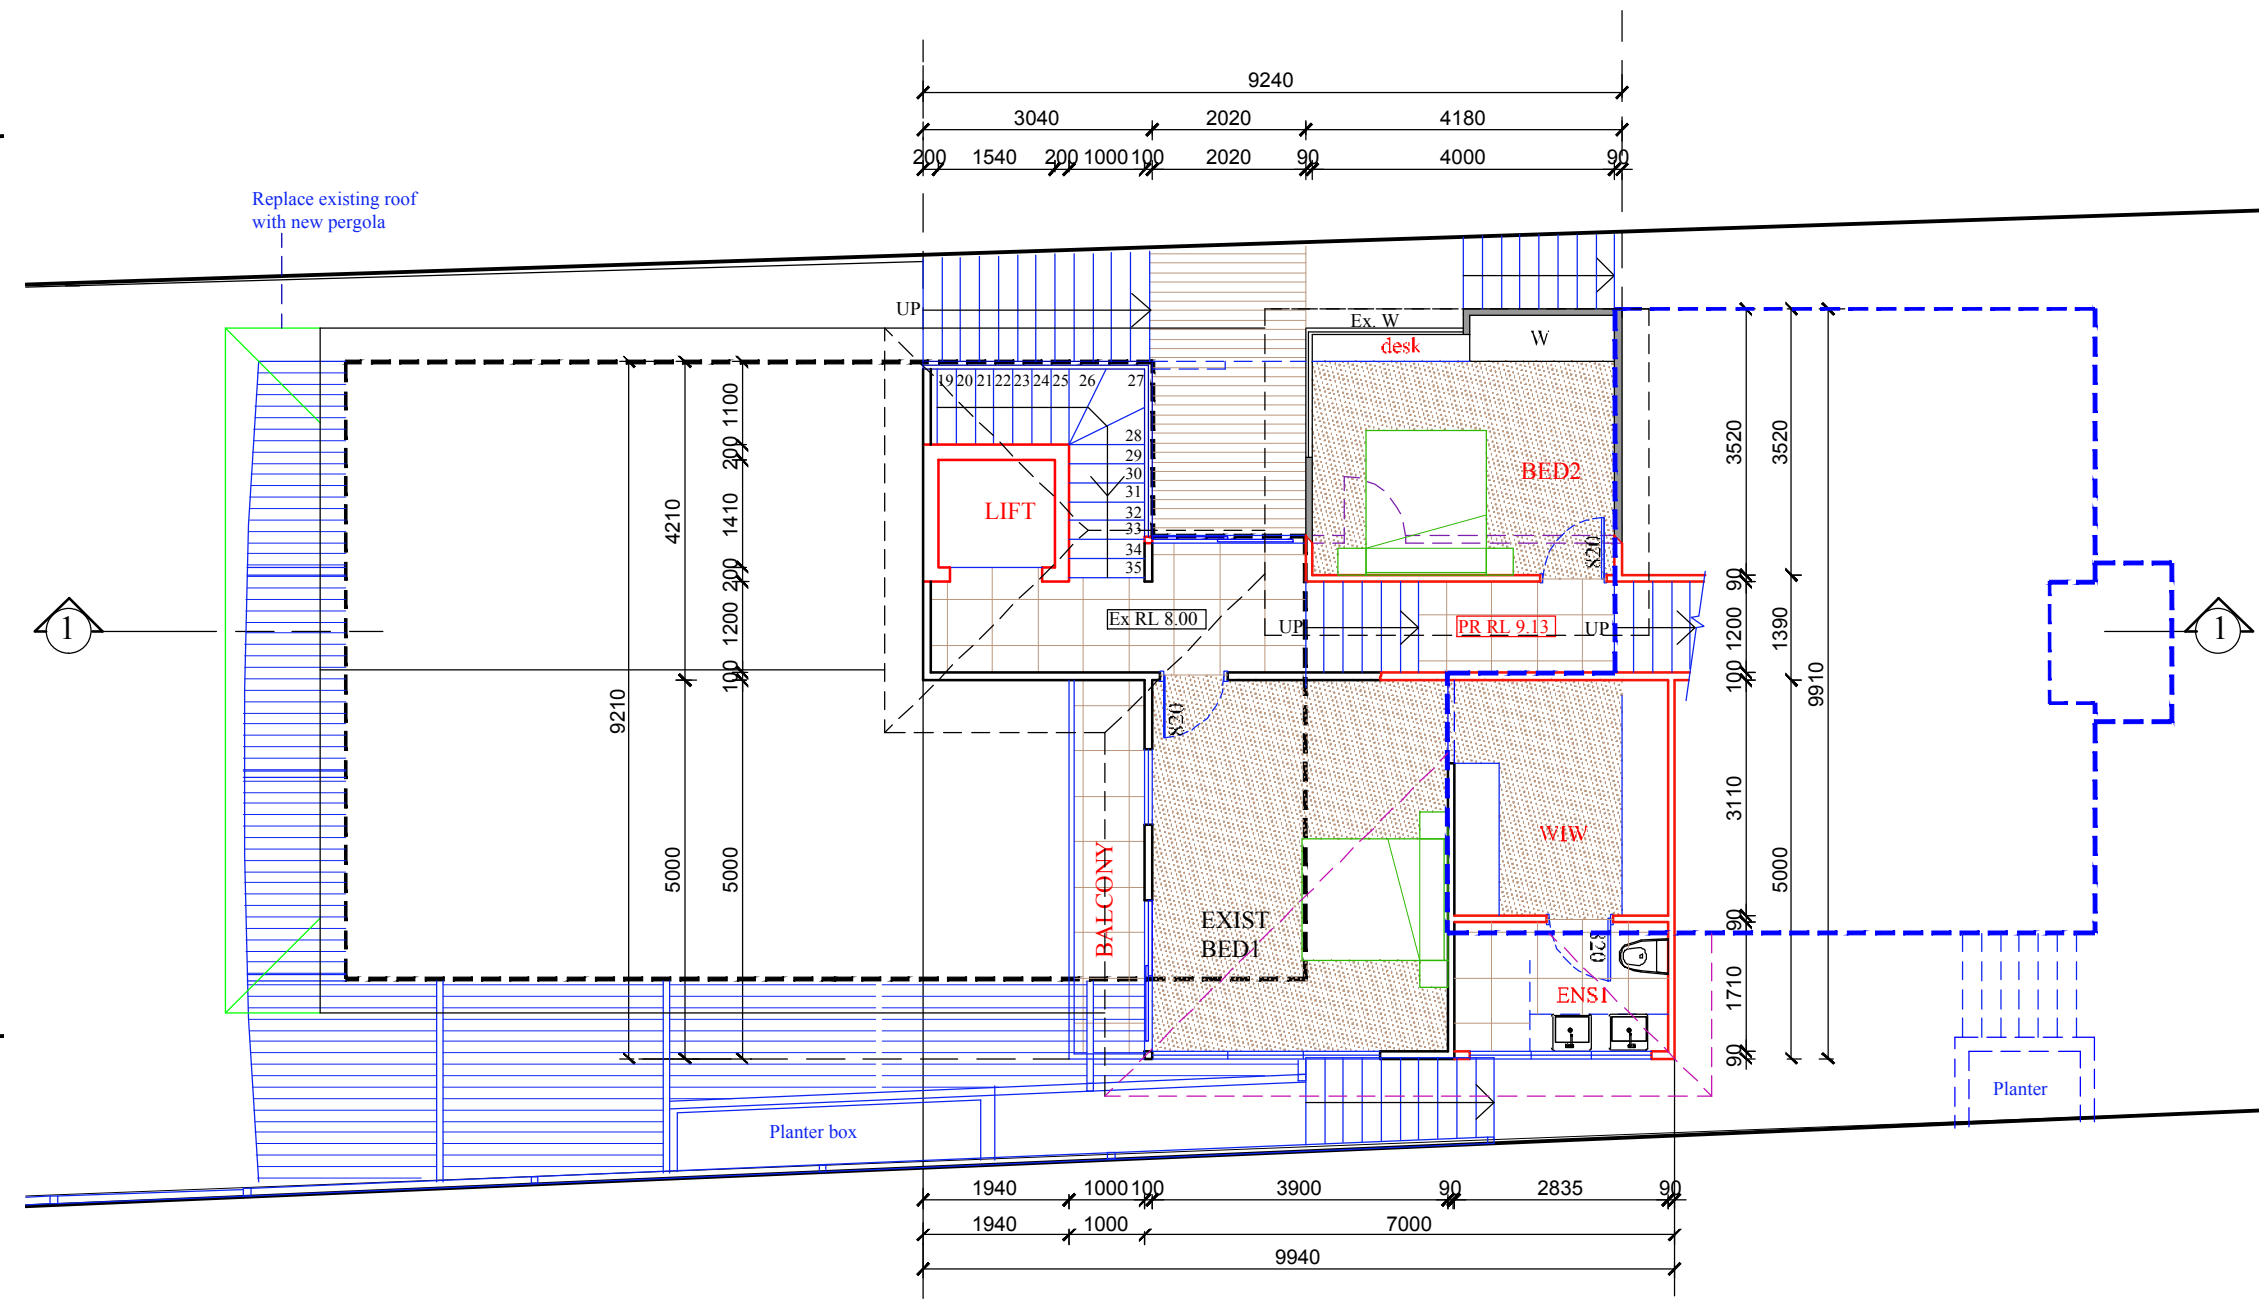 9240
3040 2020 4180
200 1540 200 1000 100 2020 90 4000 90
Replace existing roof
with new pergola
UP
Ex. W
desk
W
19 20 21 22 23 24 25 26 27
28
29
30
31
32
33
34
35
LIFT
BED2
820
1100
200
1410
200
1200
100
5000
4210
5000
9210
3520
90
1200
100
3110
90
1710
90
3520
1390
5000
9910
1
Ex RL 8.00
UP
PR RL 9.13
UP
1
820
BALCONY
EXIST
BED1
WIW
820
ENS1
Planter
Planter box
1940 1000 100 3900 90 2835 90
1940 1000 7000
9940